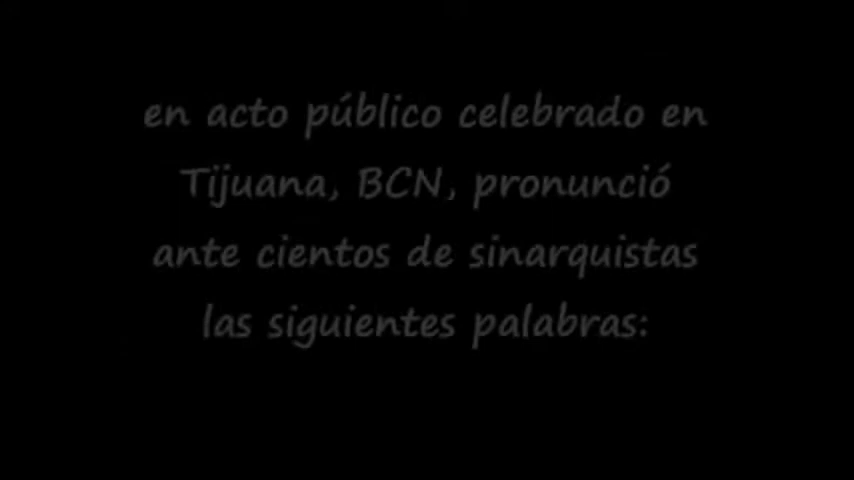 en acto público celebrado en
Tijuana, BCN, pronunció
ante cientos de sinarquistas
las siguientes palabras: